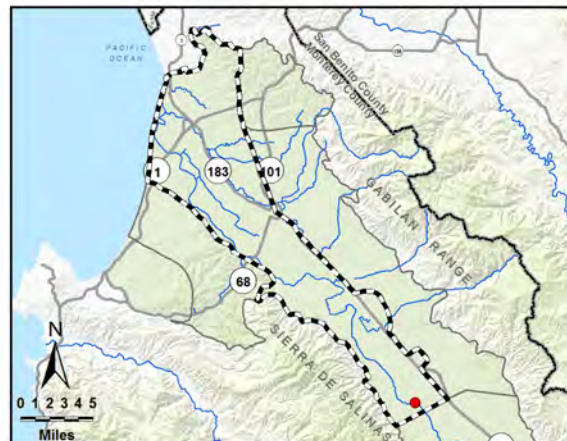 PACIFIC
OCEAN
1
San Benito County
Monterey County
183
101
1
GABILAN RANGE
68
SIERRA DE SALINAS
N
0 1 2 3 4 5
Miles